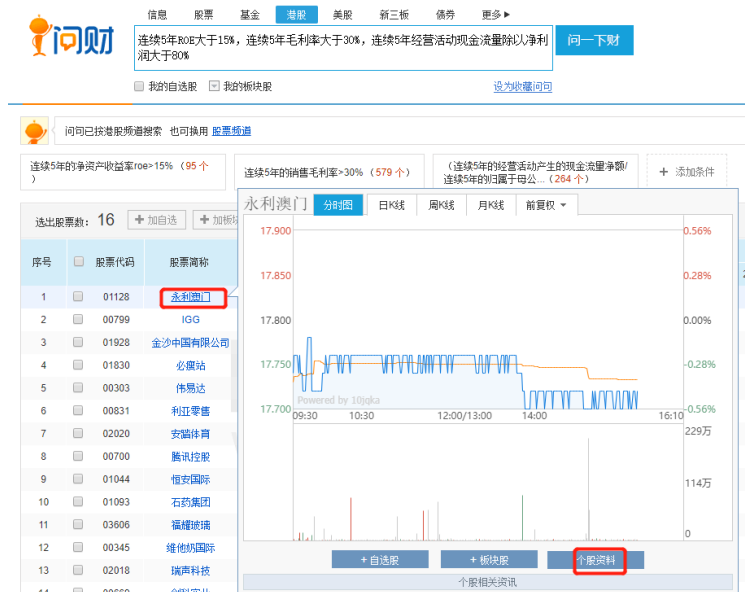 问财
信息 股票 基金 港股 美股 新三板 债券 更多
连续5年ROE大于15%，连续5年毛利率大于30%，连续5年经营活动现金流量除以净利
润大于80%
问一下财
我的自选股 我的板块股 设为收藏问句
问句已按港股频道搜索 也可换用 股票频道
连续5年的净资产收益率roe>15% （95 个
）
连续5年的销售毛利率>30% （579 个）
（连续5年的经营活动产生的现金流量净额/
连续5年的归属于母公...（264 个）
+ 添加条件
选出股票数： 16 + 加自选 + 加板块
序号 股票代码 股票简称
1 01128 永利澳门
2 00799 IGG
3 01928 金沙中国有限公司
4 01830 必瘦站
5 00303 伟易达
6 00831 利亚零售
7 02020 安踏体育
8 00700 腾讯控股
9 01044 恒安国际
10 01093 石药集团
11 03606 福耀玻璃
12 00345 维他奶国际
13 02018 瑞声科技
永利澳门 分时图 日K线 周K线 月K线 前复权
17.900 0.56%
17.850 0.28%
17.800 0.00%
17.750 -0.28%
17.700 -0.56%
Powered by 10jqka
09:30 10:30 12:00/13:00 14:00 16:10
229万
114万
0
+ 自选股 + 板块股 个股资料
个股相关资讯